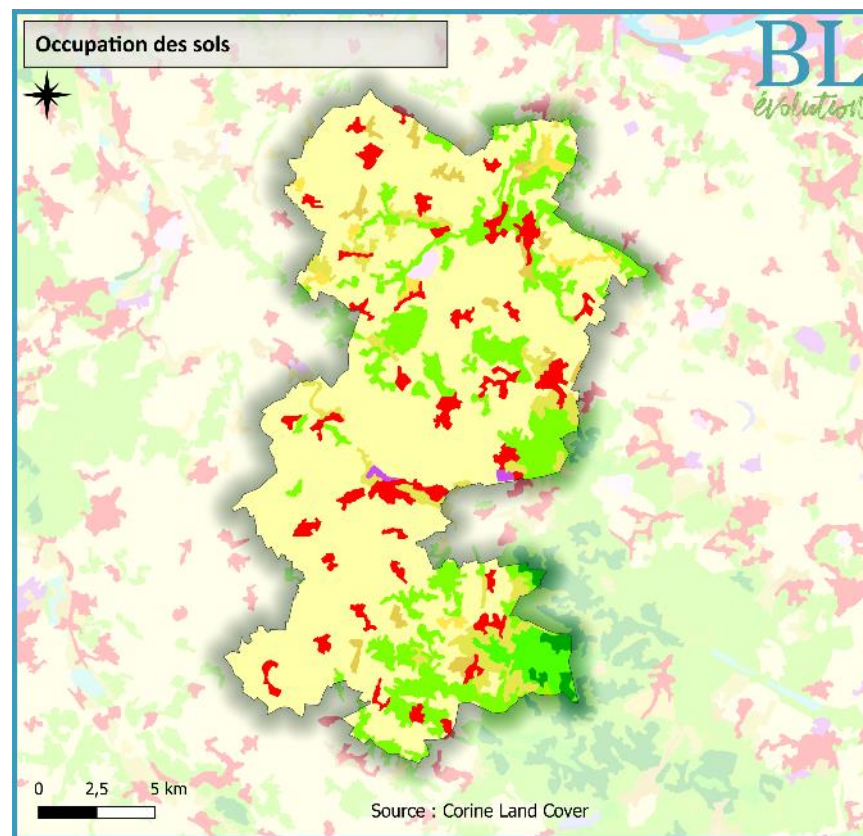 Occupation des sols
BL
évolution
0 2,5 5 km
Source : Corine Land Cover